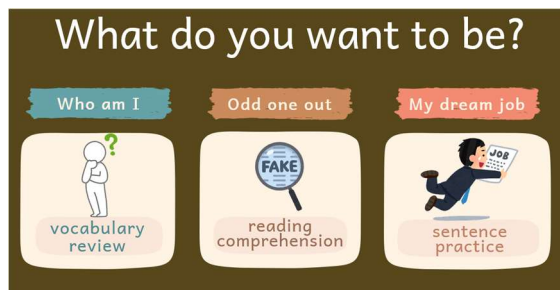 What do you want to be?
Who am I
Odd one out
My dream job
?
FAKE
JOB
vocabulary
review
reading
comprehension
sentence
practice